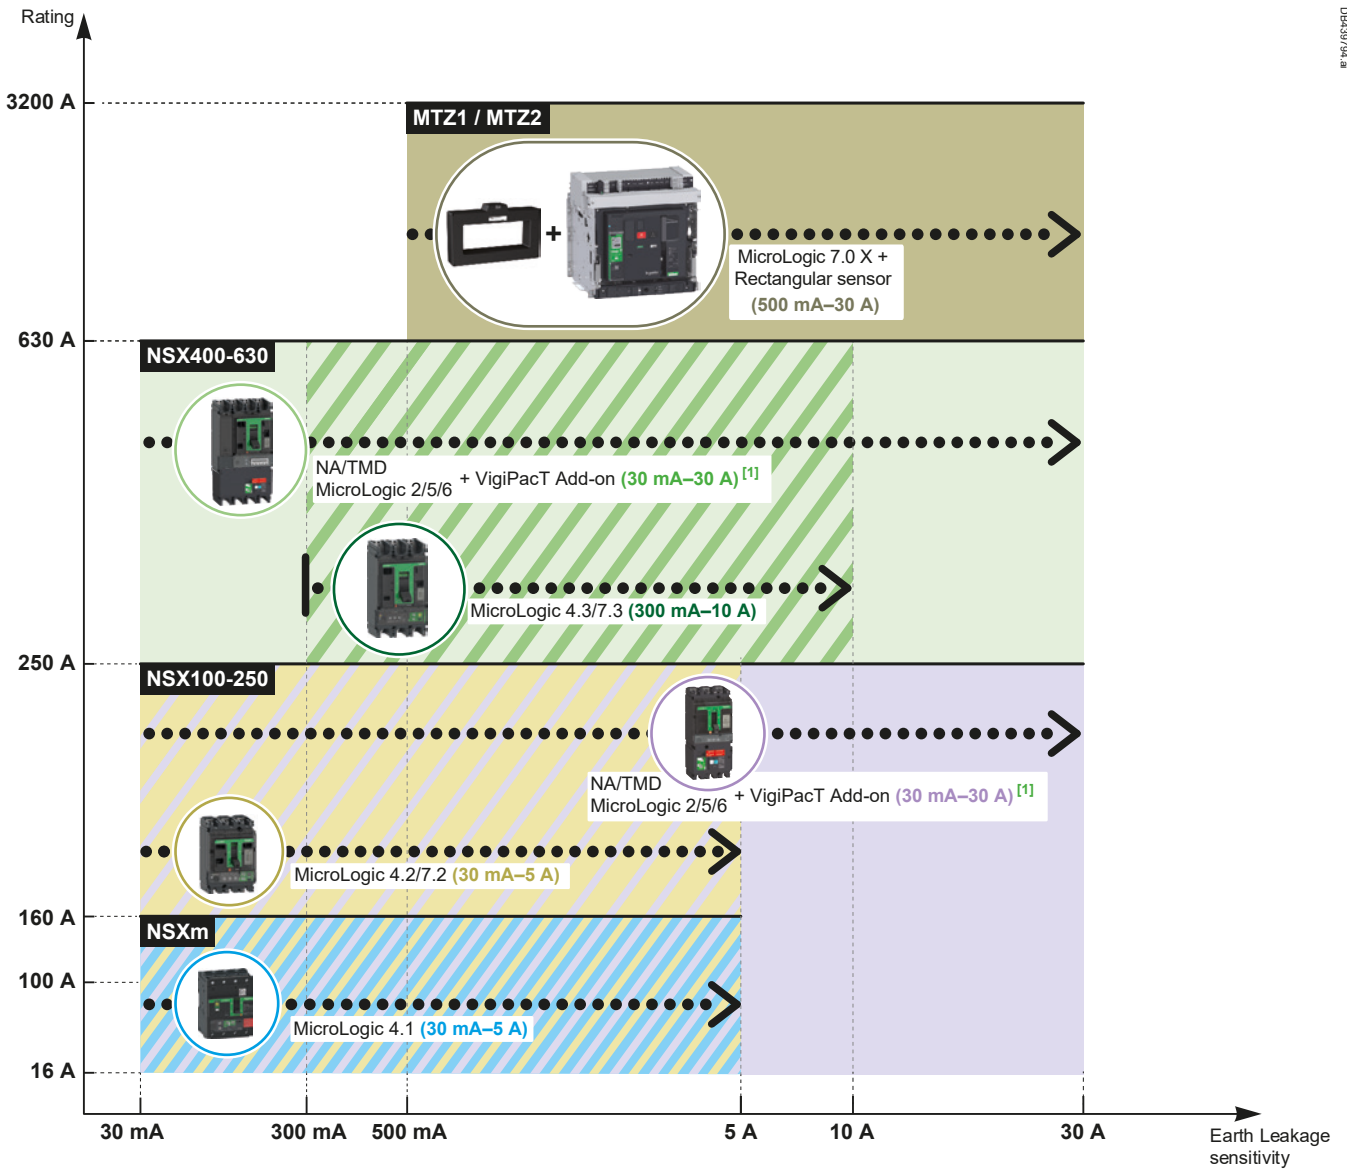 Rating
DB439794.ai
3200 A
MTZ1 / MTZ2
+
MicroLogic 7.0 X +
Rectangular sensor
(500 mA–30 A)
630 A
NSX400-630
NA/TMD
MicroLogic 2/5/6 + VigiPacT Add-on (30 mA–30 A) [1]
MicroLogic 4.3/7.3 (300 mA–10 A)
250 A
NSX100-250
NA/TMD
MicroLogic 2/5/6 + VigiPacT Add-on (30 mA–30 A) [1]
MicroLogic 4.2/7.2 (30 mA–5 A)
160 A
NSXm
100 A
MicroLogic 4.1 (30 mA–5 A)
16 A
30 mA 300 mA 500 mA 5 A 10 A 30 A
Earth Leakage
sensitivity